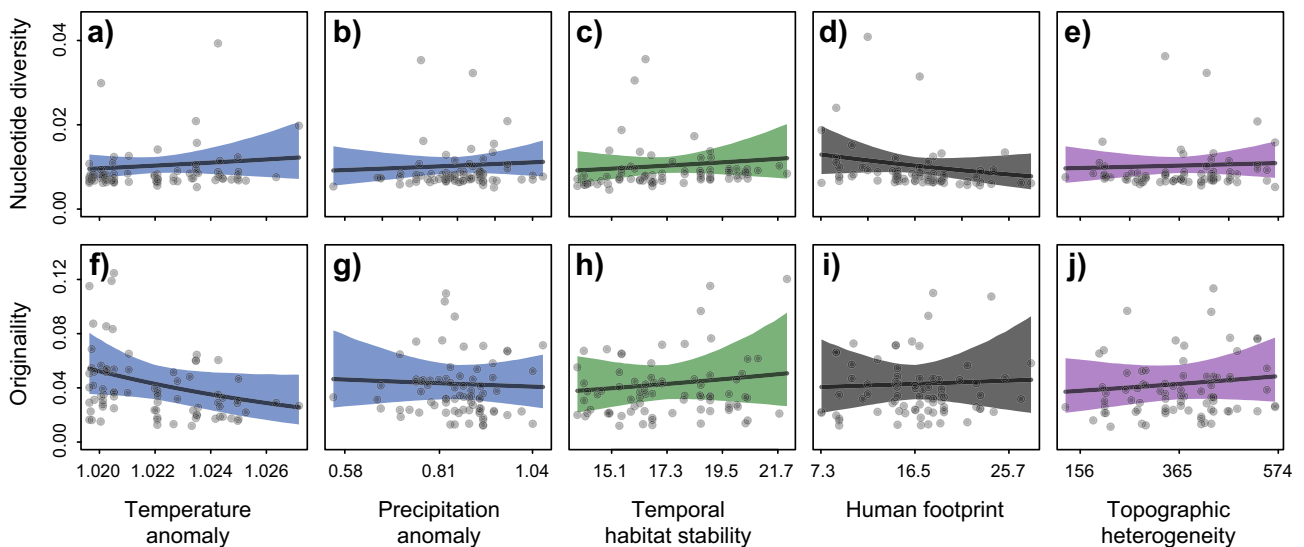 a)
b)
c)
d)
e)
Nucleotide diversity
0.04
0.02
0.00
f)
g)
h)
i)
j)
Originaility
0.12
0.08
0.04
0.00
1.020 1.022 1.024 1.026
0.58 0.81 1.04
15.1 17.3 19.5 21.7
7.3 16.5 25.7
156 365 574
Temperature
anomaly
Precipitation
anomaly
Temporal
habitat stability
Human footprint
Topographic
heterogeneity